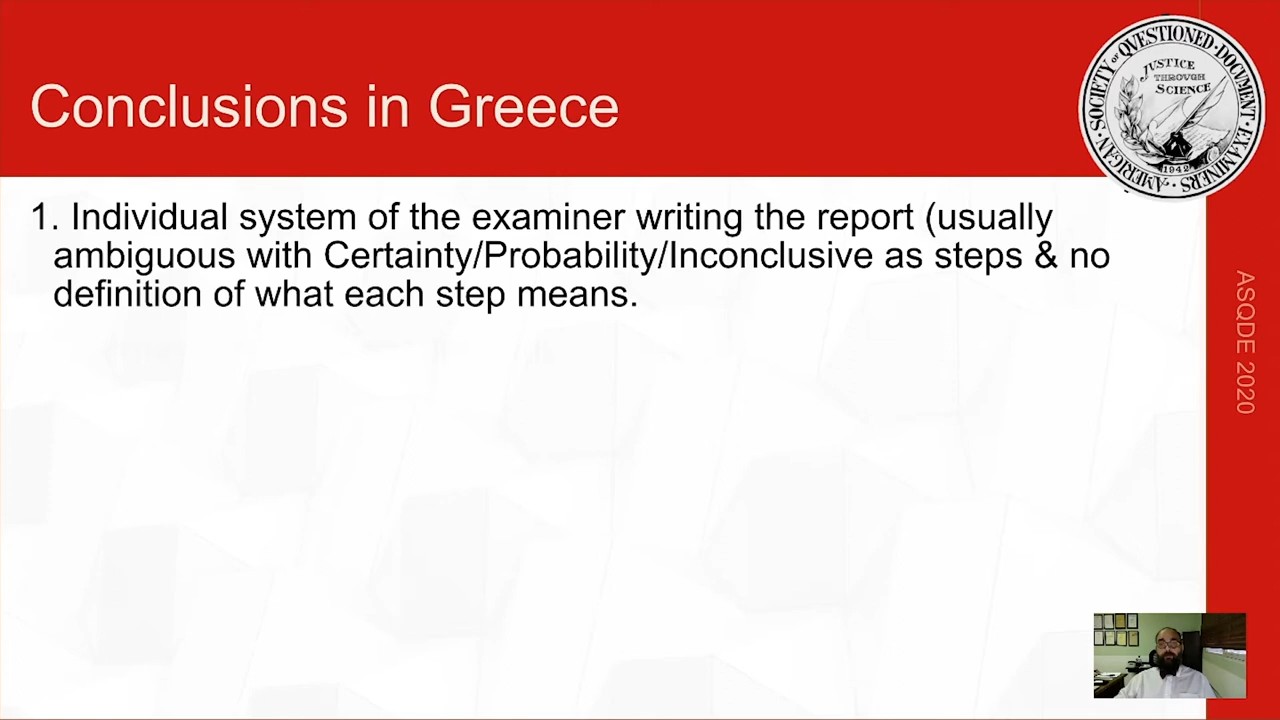 Conclusions in Greece
AMERICAN · SOCIETY OF QVESTIONED · DOCUMENT · EXAMINERS ·
JUSTICE
THROUGH
SCIENCE
1942
1. Individual system of the examiner writing the report (usually
ambiguous with Certainty/Probability/Inconclusive as steps & no
definition of what each step means.
ASQDE 2020